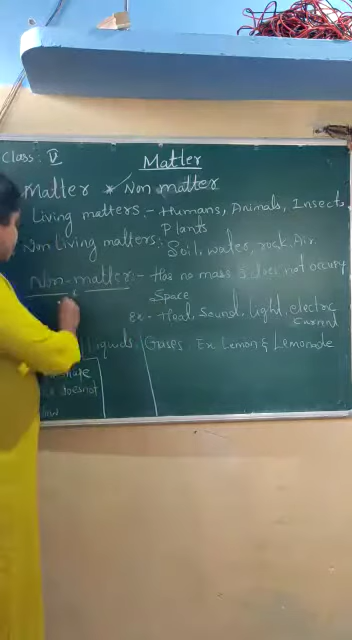 Class: V
Matter
Matter * Non matter
Living matters:- Humans, Animals, Insects
Plants
Non Living matters: Soil, water, rock, Air
Non-matter:- Has no mass & does not occupy
Space
Ex - Heat, Sound, Light, electric
Current
Liquids, Gases. Ex Lemon & Lemonade
does not